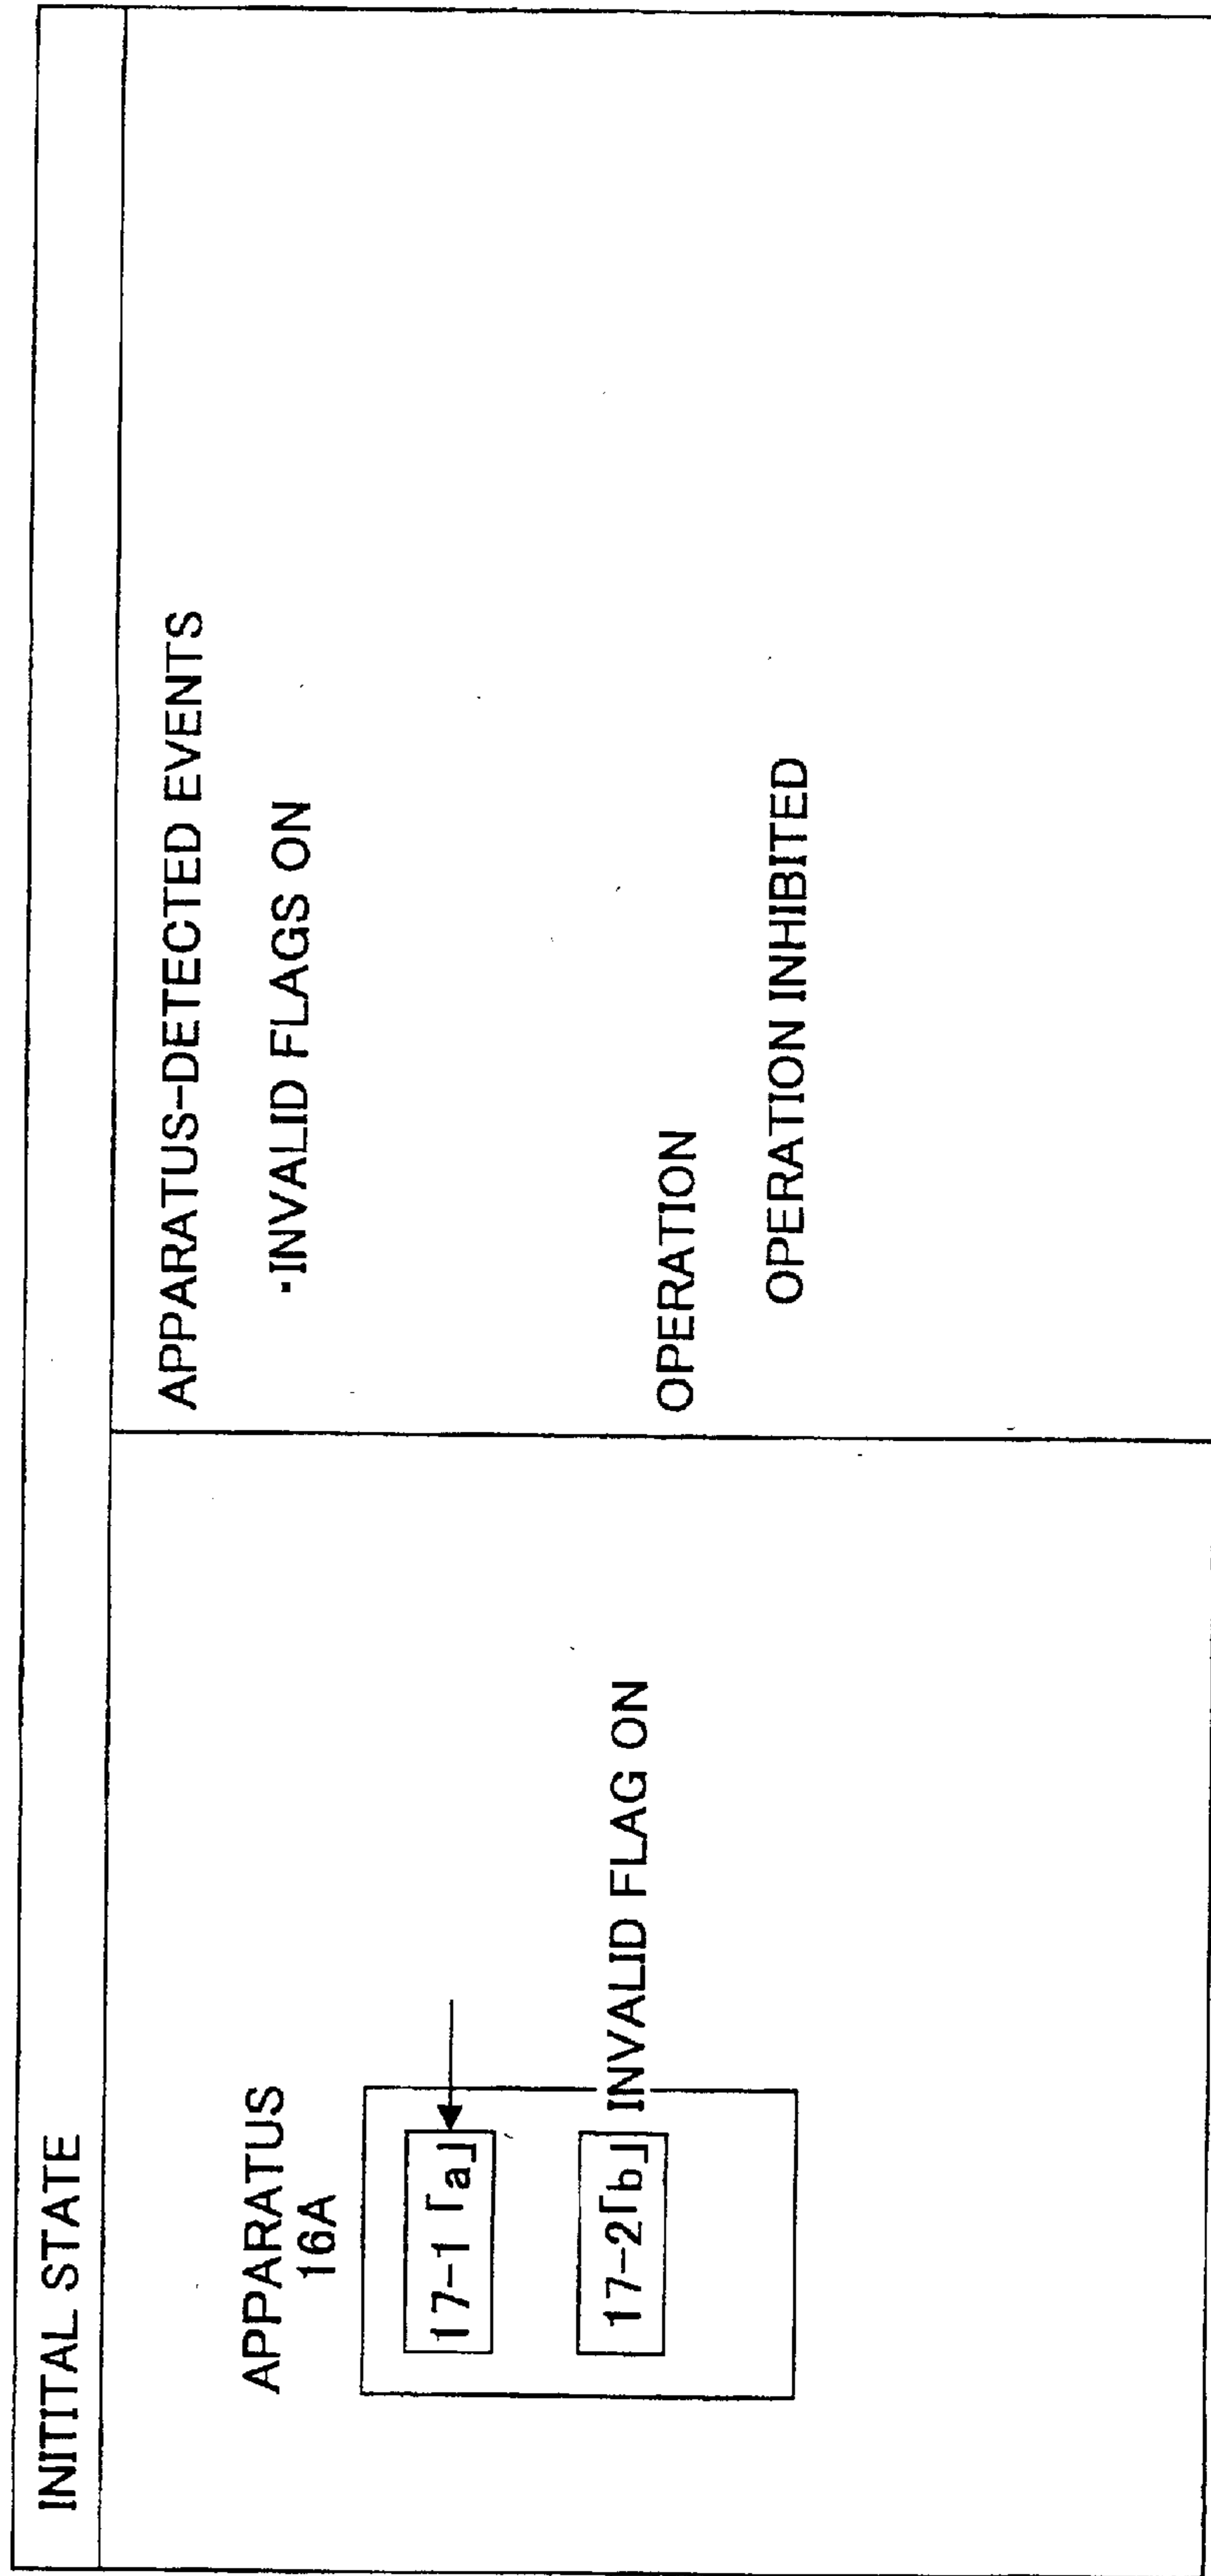 INITITAL STATE
APPARATUS
16A
17-1 「a」
17-2「b」 INVALID FLAG ON
APPARATUS-DETECTED EVENTS
·INVALID FLAGS ON
OPERATION
OPERATION INHIBITED